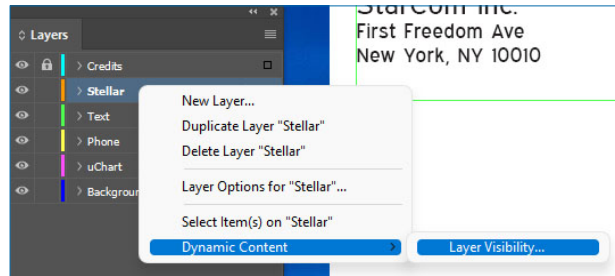 Layers
Credits
Stellar
Text
Phone
uChart
Backgroun
StarCom Inc.
First Freedom Ave
New York, NY 10010
New Layer...
Duplicate Layer "Stellar"
Delete Layer "Stellar"
Layer Options for "Stellar"...
Select Item(s) on "Stellar"
Dynamic Content
Layer Visibility...